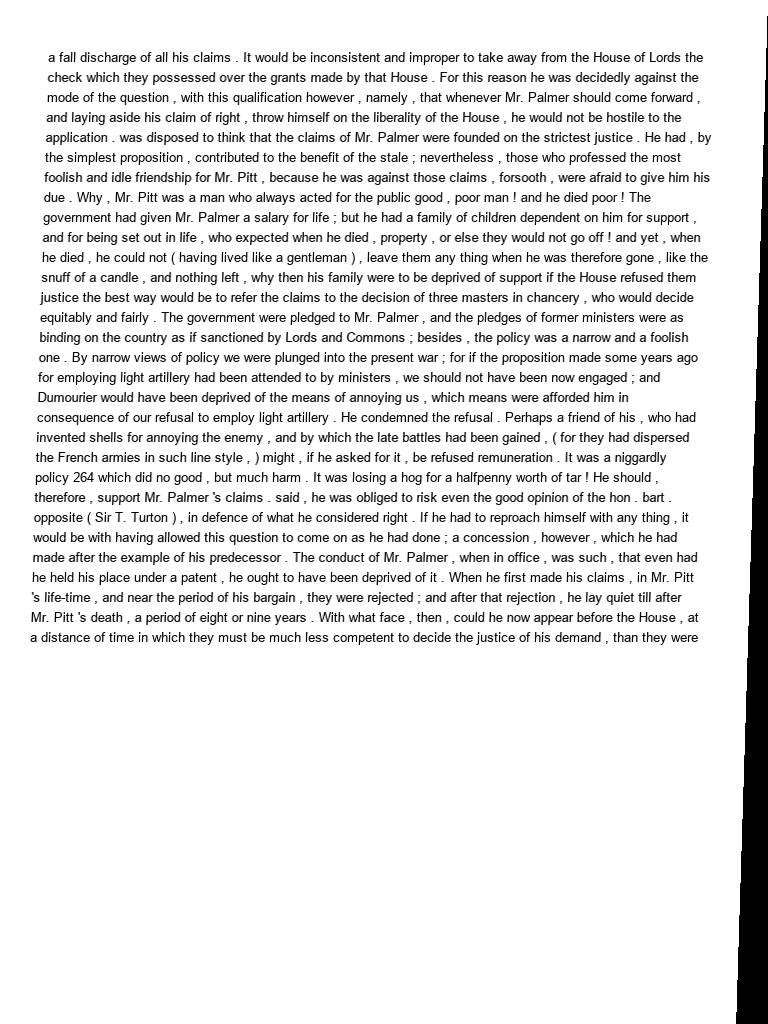 a fall discharge of all his claims . It would be inconsistent and improper to take away from the House of Lords the
check which they possessed over the grants made by that House . For this reason he was decidedly against the
mode of the question , with this qualification however , namely , that whenever Mr. Palmer should come forward ,
and laying aside his claim of right , throw himself on the liberality of the House , he would not be hostile to the
application . was disposed to think that the claims of Mr. Palmer were founded on the strictest justice . He had , by
the simplest proposition , contributed to the benefit of the stale ; nevertheless , those who professed the most
foolish and idle friendship for Mr. Pitt , because he was against those claims , forsooth , were afraid to give him his
due . Why , Mr. Pitt was a man who always acted for the public good , poor man ! and he died poor ! The
government had given Mr. Palmer a salary for life ; but he had a family of children dependent on him for support ,
and for being set out in life , who expected when he died , property , or else they would not go off ! and yet , when
he died , he could not ( having lived like a gentleman ) , leave them any thing when he was therefore gone , like the
snuff of a candle , and nothing left , why then his family were to be deprived of support if the House refused them
justice the best way would be to refer the claims to the decision of three masters in chancery , who would decide
equitably and fairly . The government were pledged to Mr. Palmer , and the pledges of former ministers were as
binding on the country as if sanctioned by Lords and Commons ; besides , the policy was a narrow and a foolish
one . By narrow views of policy we were plunged into the present war ; for if the proposition made some years ago
for employing light artillery had been attended to by ministers , we should not have been now engaged ; and
Dumourier would have been deprived of the means of annoying us , which means were afforded him in
consequence of our refusal to employ light artillery . He condemned the refusal . Perhaps a friend of his , who had
invented shells for annoying the enemy , and by which the late battles had been gained , ( for they had dispersed
the French armies in such line style , ) might , if he asked for it , be refused remuneration . It was a niggardly
policy 264 which did no good , but much harm . It was losing a hog for a halfpenny worth of tar ! He should ,
therefore , support Mr. Palmer 's claims . said , he was obliged to risk even the good opinion of the hon . bart .
opposite ( Sir T. Turton ) , in defence of what he considered right . If he had to reproach himself with any thing , it
would be with having allowed this question to come on as he had done ; a concession , however , which he had
made after the example of his predecessor . The conduct of Mr. Palmer , when in office , was such , that even had
he held his place under a patent , he ought to have been deprived of it . When he first made his claims , in Mr. Pitt
's life-time , and near the period of his bargain , they were rejected ; and after that rejection , he lay quiet till after
Mr. Pitt 's death , a period of eight or nine years . With what face , then , could he now appear before the House , at
a distance of time in which they must be much less competent to decide the justice of his demand , than they were